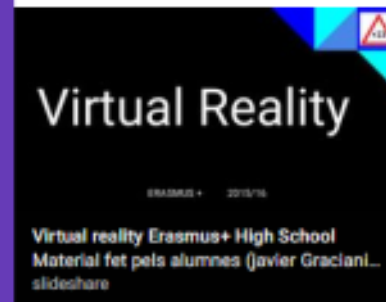 Virtual Reality
ERASMUS + 2015/16
Virtual reality Erasmus+ High School
Material fet pels alumnes (javier Graciani...
slideshare